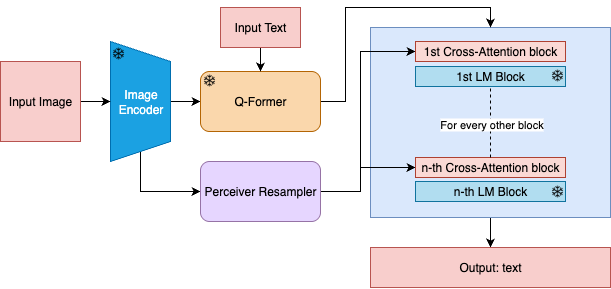 Input Text
1st Cross-Attention block
1st LM Block
Input Image
Image
Encoder
Q-Former
For every other block
n-th Cross-Attention block
n-th LM Block
Perceiver Resampler
Output: text